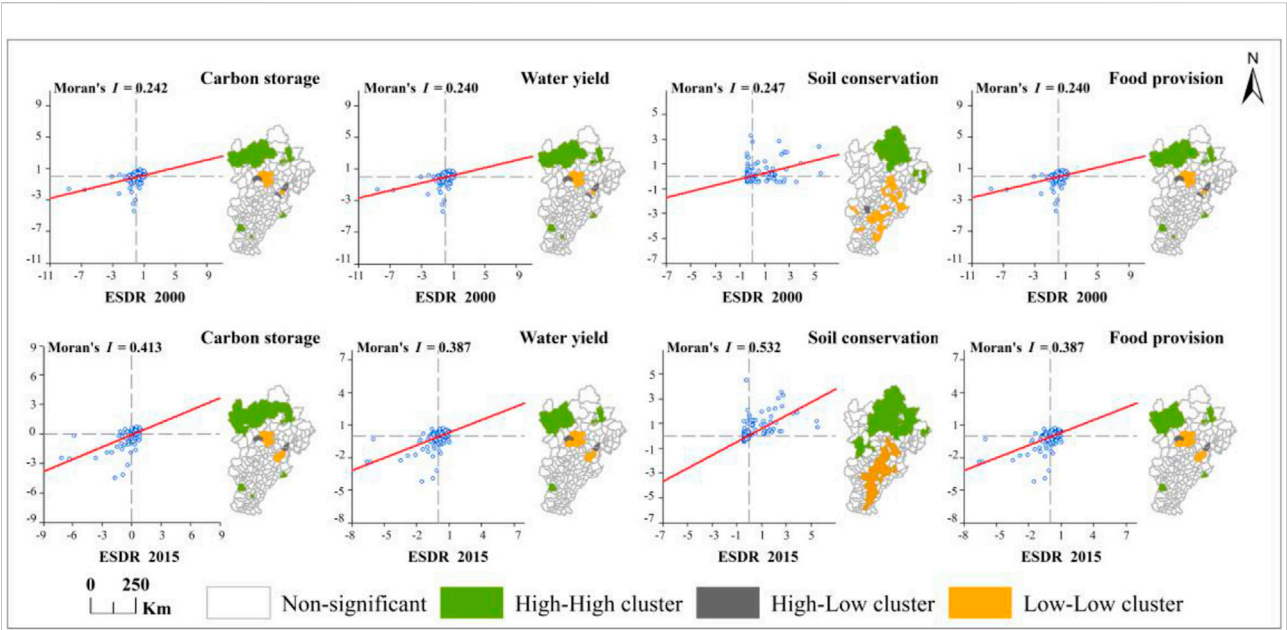 N
Carbon storage
Moran's I = 0.242
9
5
1
-3
-7
-11
-11 -7 -3 1 5 9
ESDR 2000
Water yield
Moran's I = 0.240
9
5
1
-3
-7
-11
-11 -7 -3 1 5 9
ESDR 2000
Soil conservation
Moran's I = 0.247
5
3
1
-1
-3
-5
-7
-7 -5 -3 -1 1 3 5
ESDR 2000
Food provision
Moran's I = 0.240
9
5
1
-3
-7
-11
-11 -7 -3 1 5 9
ESDR 2000
Carbon storage
Moran's I = 0.413
9
6
3
0
-3
-6
-9
-9 -6 -3 0 3 6 9
ESDR 2015
Water yield
Moran's I = 0.387
7
4
1
-2
-5
-8
-8 -5 -2 1 4 7
ESDR 2015
Soil conservation
Moran's I = 0.532
5
3
1
-1
-3
-5
-7
-7 -5 -3 -1 1 3 5
ESDR 2015
Food provision
Moran's I = 0.387
7
4
1
-2
-5
-8
-8 -5 -2 1 4 7
ESDR 2015
0 250
Km
Non-significant
High-High cluster
High-Low cluster
Low-Low cluster